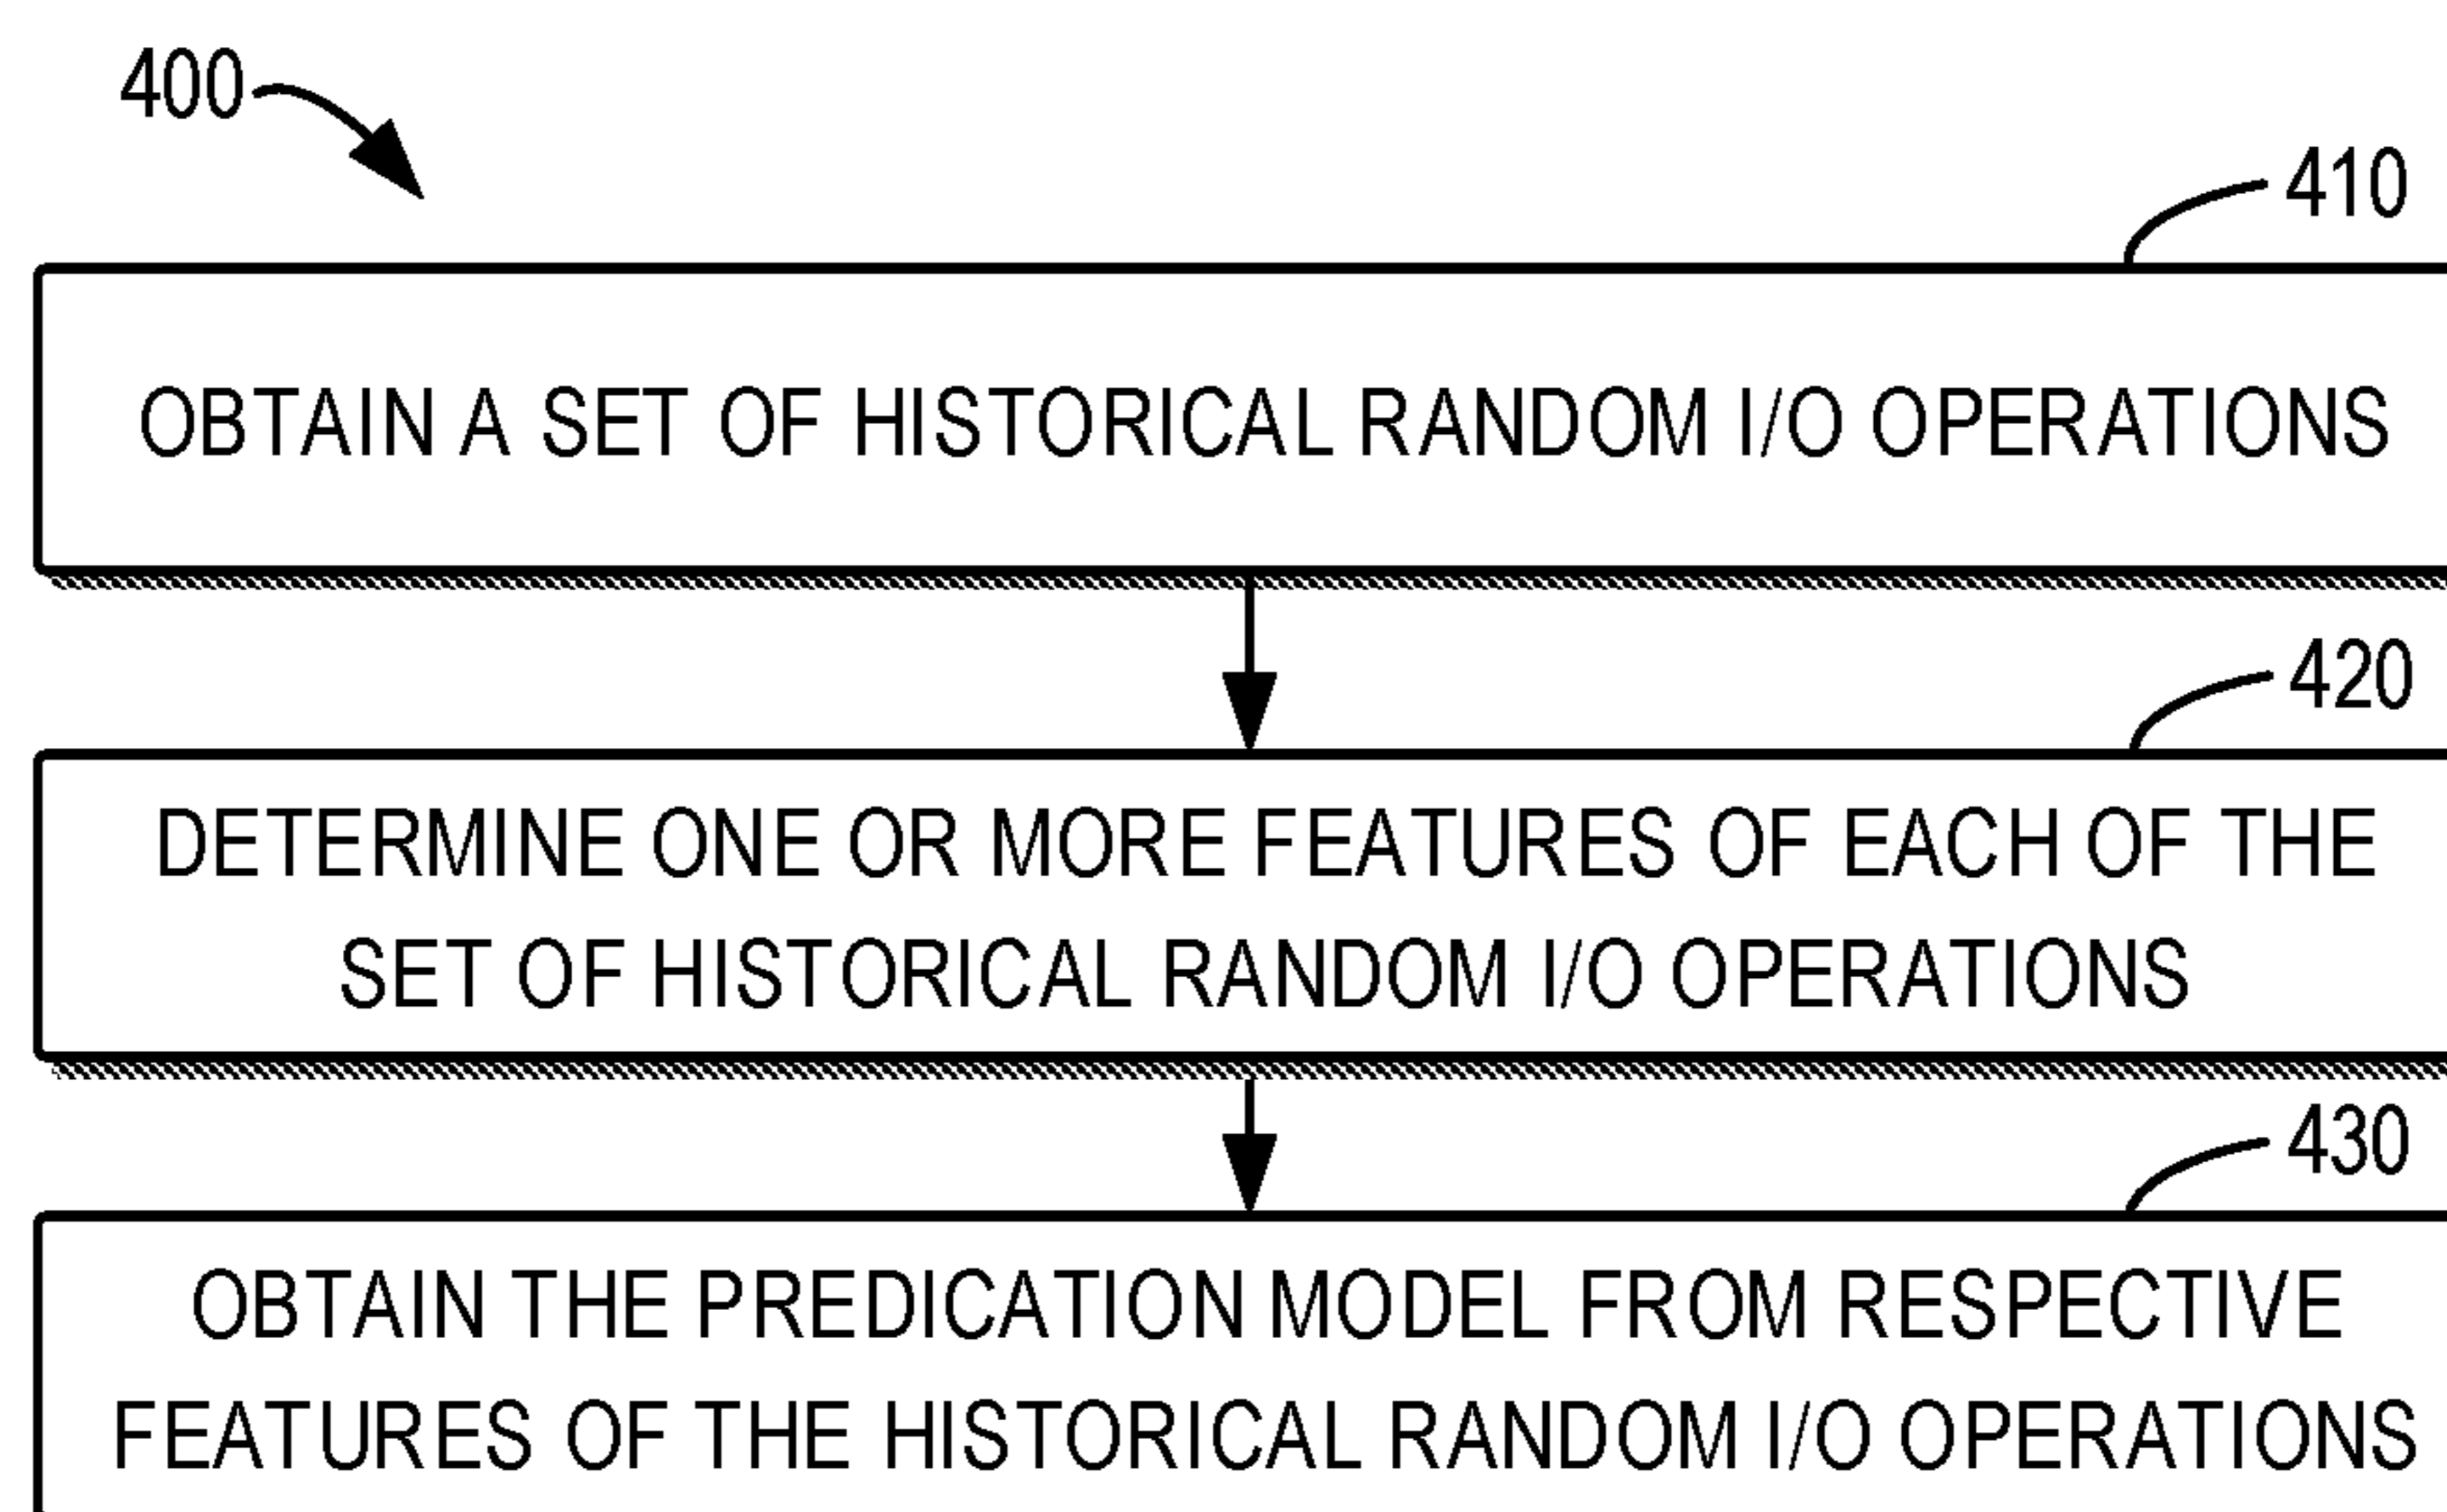 400
410
OBTAIN A SET OF HISTORICAL RANDOM I/O OPERATIONS
420
DETERMINE ONE OR MORE FEATURES OF EACH OF THE
SET OF HISTORICAL RANDOM I/O OPERATIONS
430
OBTAIN THE PREDICATION MODEL FROM RESPECTIVE
FEATURES OF THE HISTORICAL RANDOM I/O OPERATIONS